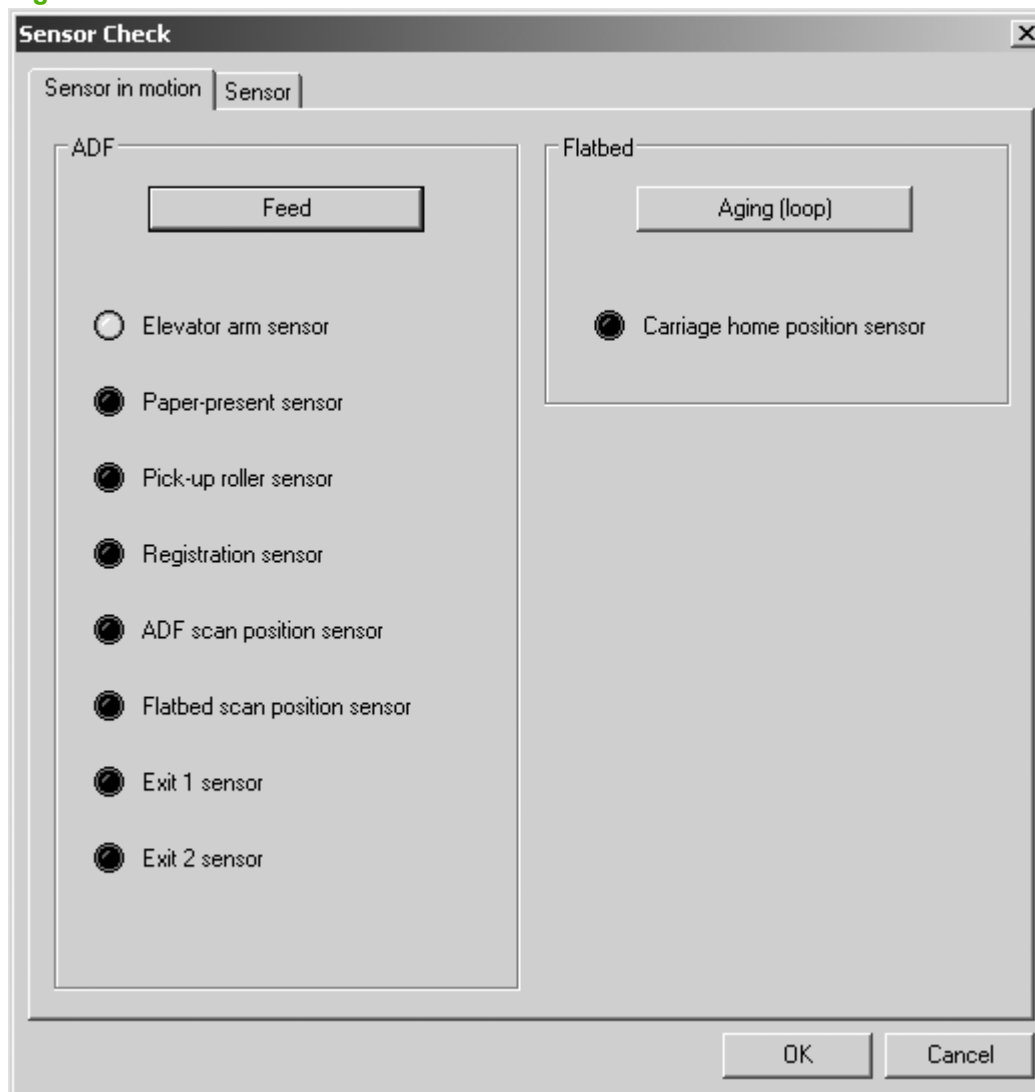 Sensor Check
Sensor in motion
Sensor
ADF
Feed
Elevator arm sensor
Paper-present sensor
Pick-up roller sensor
Registration sensor
ADF scan position sensor
Flatbed scan position sensor
Exit 1 sensor
Exit 2 sensor
Flatbed
Aging (loop)
Carriage home position sensor
OK
Cancel